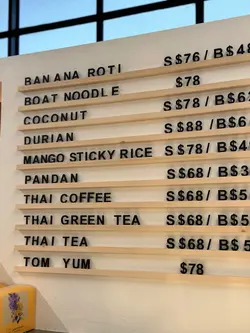 BANANA ROTI S$76/B$4
BOAT NOODLE $78
COCONUT S$78/B$6
DURIAN S$88/B$6
MANGO STICKY RICE S$78/B$4
PANDAN S$68/B$5
THAI COFFEE S$68/B$5
THAI GREEN TEA S$68/B$5
THAI TEA S$68/B$5
TOM YUM $78